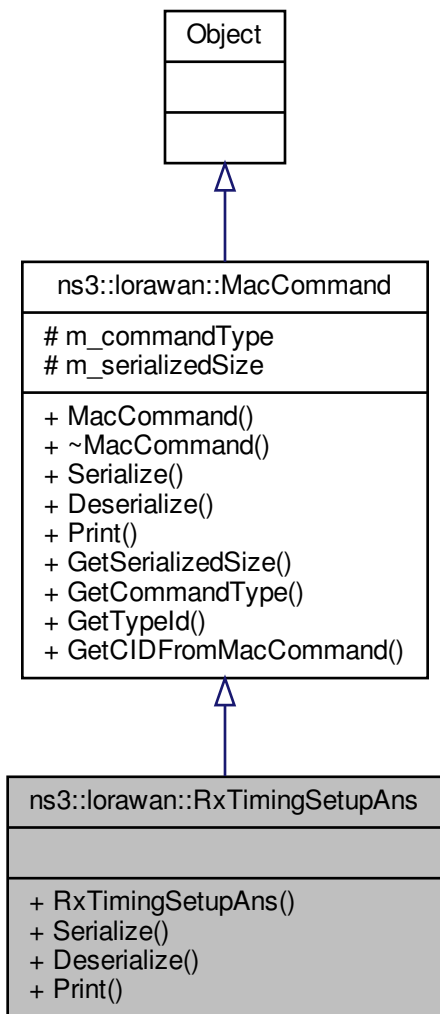 Object
ns3::lorawan::MacCommand
# m_commandType
# m_serializedSize
+ MacCommand()
+ ~MacCommand()
+ Serialize()
+ Deserialize()
+ Print()
+ GetSerializedSize()
+ GetCommandType()
+ GetTypeId()
+ GetCIDFromMacCommand()
ns3::lorawan::RxTimingSetupAns
+ RxTimingSetupAns()
+ Serialize()
+ Deserialize()
+ Print()